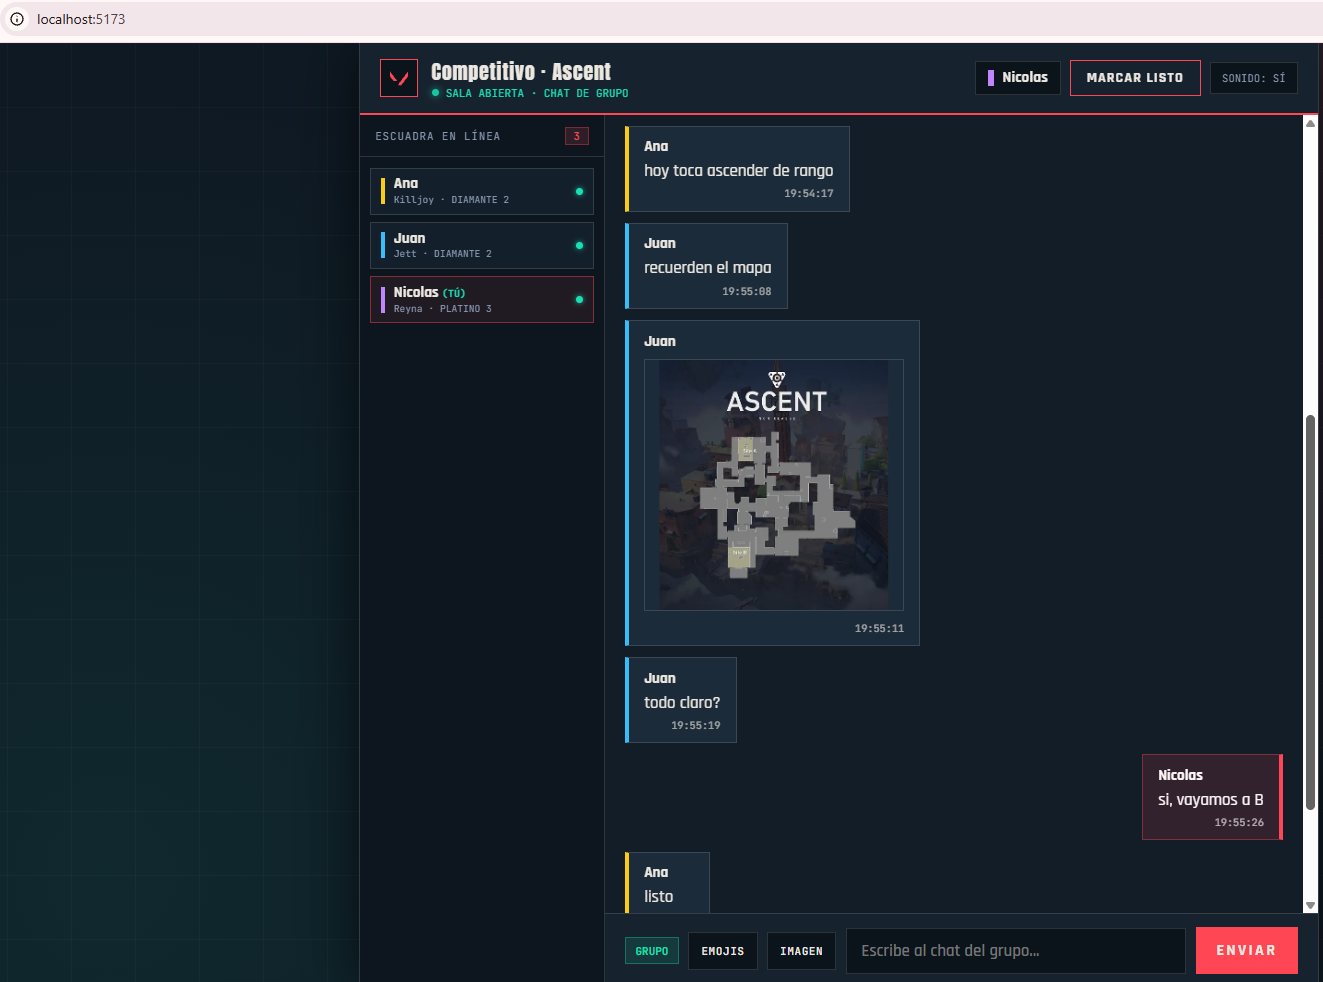 localhost:5173
Competitivo · Ascent
SALA ABIERTA · CHAT DE GRUPO
Nicolas
MARCAR LISTO
SONIDO: SÍ
ESCUADRA EN LÍNEA
3
Ana
Killjoy · DIAMANTE 2
Juan
Jett · DIAMANTE 2
Nicolas (TÚ)
Reyna · PLATINO 3
Ana
hoy toca ascender de rango
19:54:17
Juan
recuerden el mapa
19:55:08
Juan
ASCENT
19:55:11
Juan
todo claro?
19:55:19
Nicolas
si, vayamos a B
19:55:26
Ana
listo
GRUPO
EMOJIS
IMAGEN
Escribe al chat del grupo...
ENVIAR